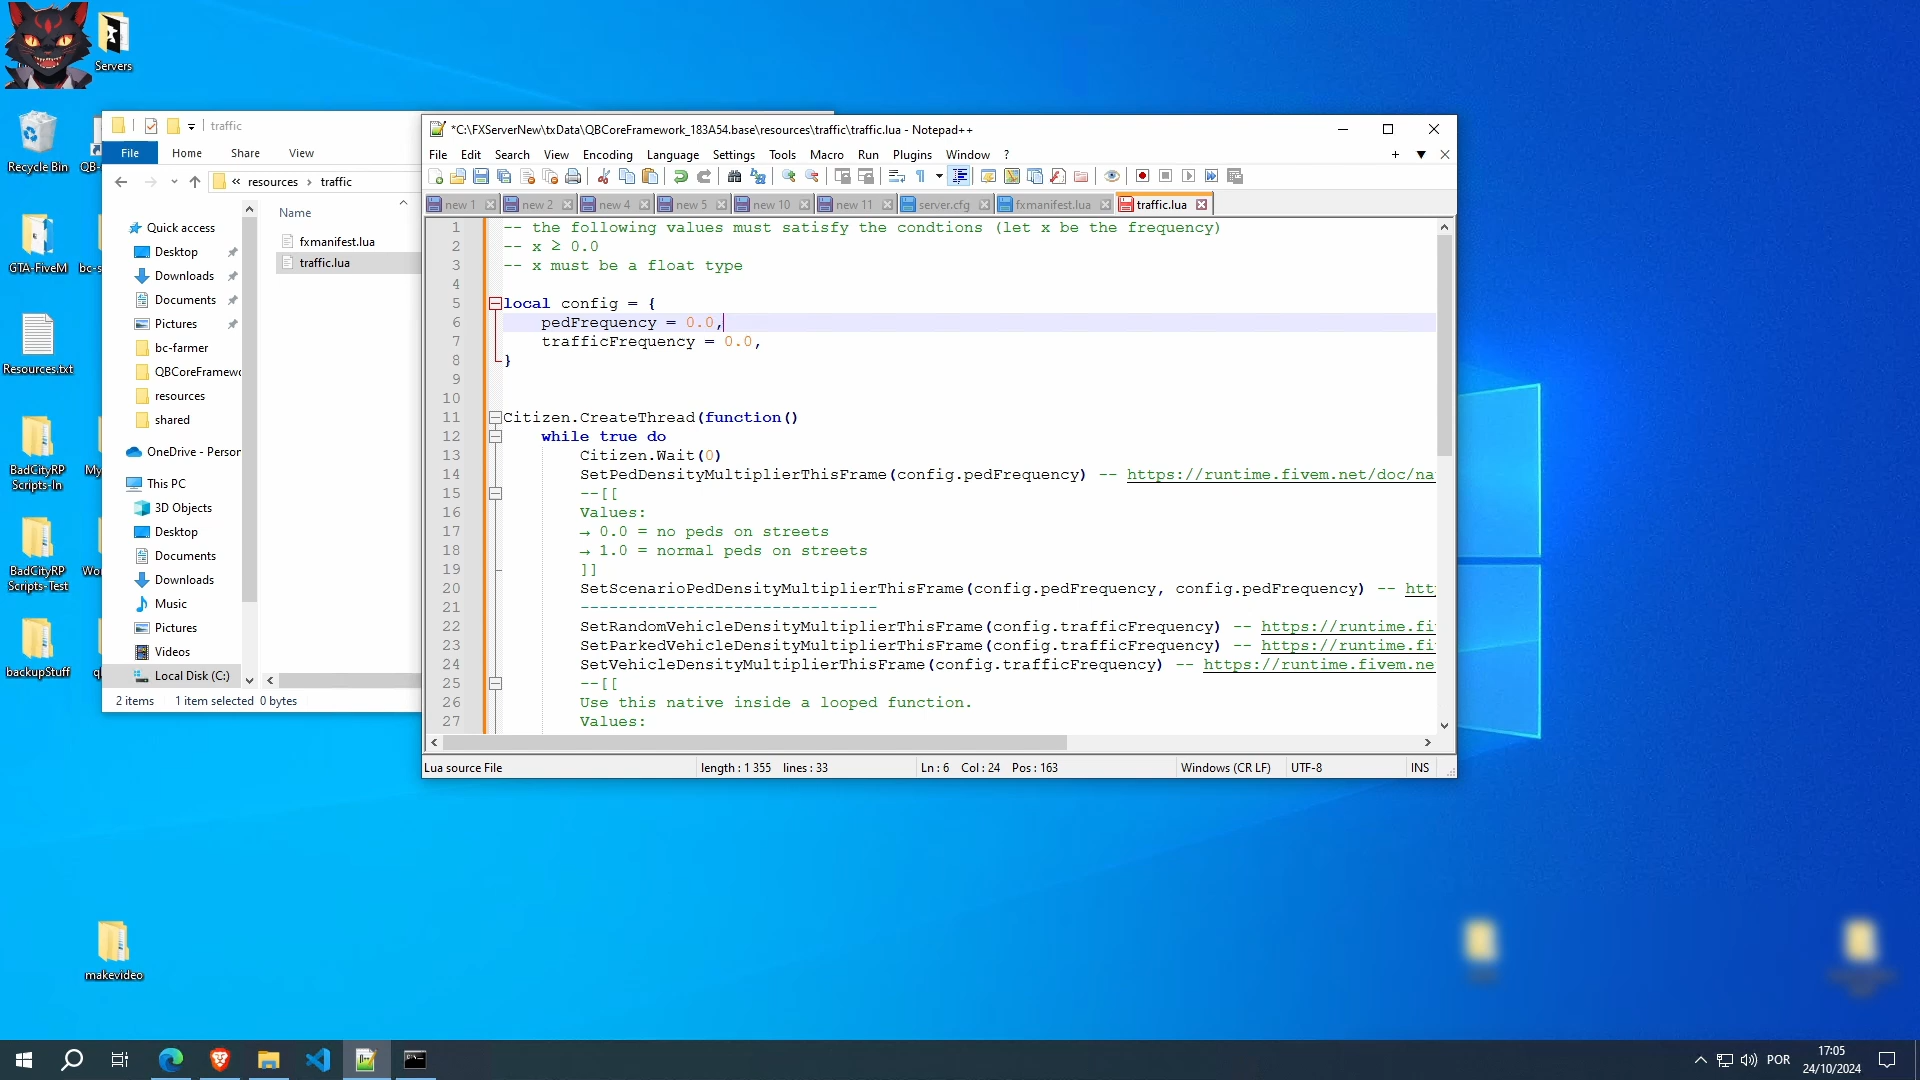 Servers
Recycle Bin
QB-
GTA-FiveM
bc-s
Resources.txt
BadCityRP
Scripts-In
My
BadCityRP
Scripts-Test
Wo
backupStuff
makevideo
traffic
File
Home
Share
View
« resources › traffic
Name
fxmanifest.lua
traffic.lua
Quick access
Desktop
Downloads
Documents
Pictures
bc-farmer
QBCoreFramewo
resources
shared
OneDrive - Person
This PC
3D Objects
Desktop
Documents
Downloads
Music
Pictures
Videos
Local Disk (C:)
2 items 1 item selected 0 bytes
*C:\FXServerNew\txData\QBCoreFramework_183A54.base\resources\traffic\traffic.lua - Notepad++
File Edit Search View Encoding Language Settings Tools Macro Run Plugins Window ?
new 1 new 2 new 4 new 5 new 10 new 11 server.cfg fxmanifest.lua traffic.lua
1 -- the following values must satisfy the condtions (let x be the frequency)
2 -- x ≥ 0.0
3 -- x must be a float type
4
5 local config = {
6 pedFrequency = 0.0,
7 trafficFrequency = 0.0,
8 }
9
10
11 Citizen.CreateThread(function()
12 while true do
13 Citizen.Wait(0)
14 SetPedDensityMultiplierThisFrame(config.pedFrequency) -- https://runtime.fivem.net/doc/na
15 --[[
16 Values:
17 → 0.0 = no peds on streets
18 → 1.0 = normal peds on streets
19 ]]
20 SetScenarioPedDensityMultiplierThisFrame(config.pedFrequency, config.pedFrequency) -- htt
21 -------------------------------
22 SetRandomVehicleDensityMultiplierThisFrame(config.trafficFrequency) -- https://runtime.fi
23 SetParkedVehicleDensityMultiplierThisFrame(config.trafficFrequency) -- https://runtime.fi
24 SetVehicleDensityMultiplierThisFrame(config.trafficFrequency) -- https://runtime.fivem.ne
25 --[[
26 Use this native inside a looped function.
27 Values:
Lua source File length : 1 355 lines : 33 Ln : 6 Col : 24 Pos : 163 Windows (CR LF) UTF-8 INS
POR
17:05
24/10/2024